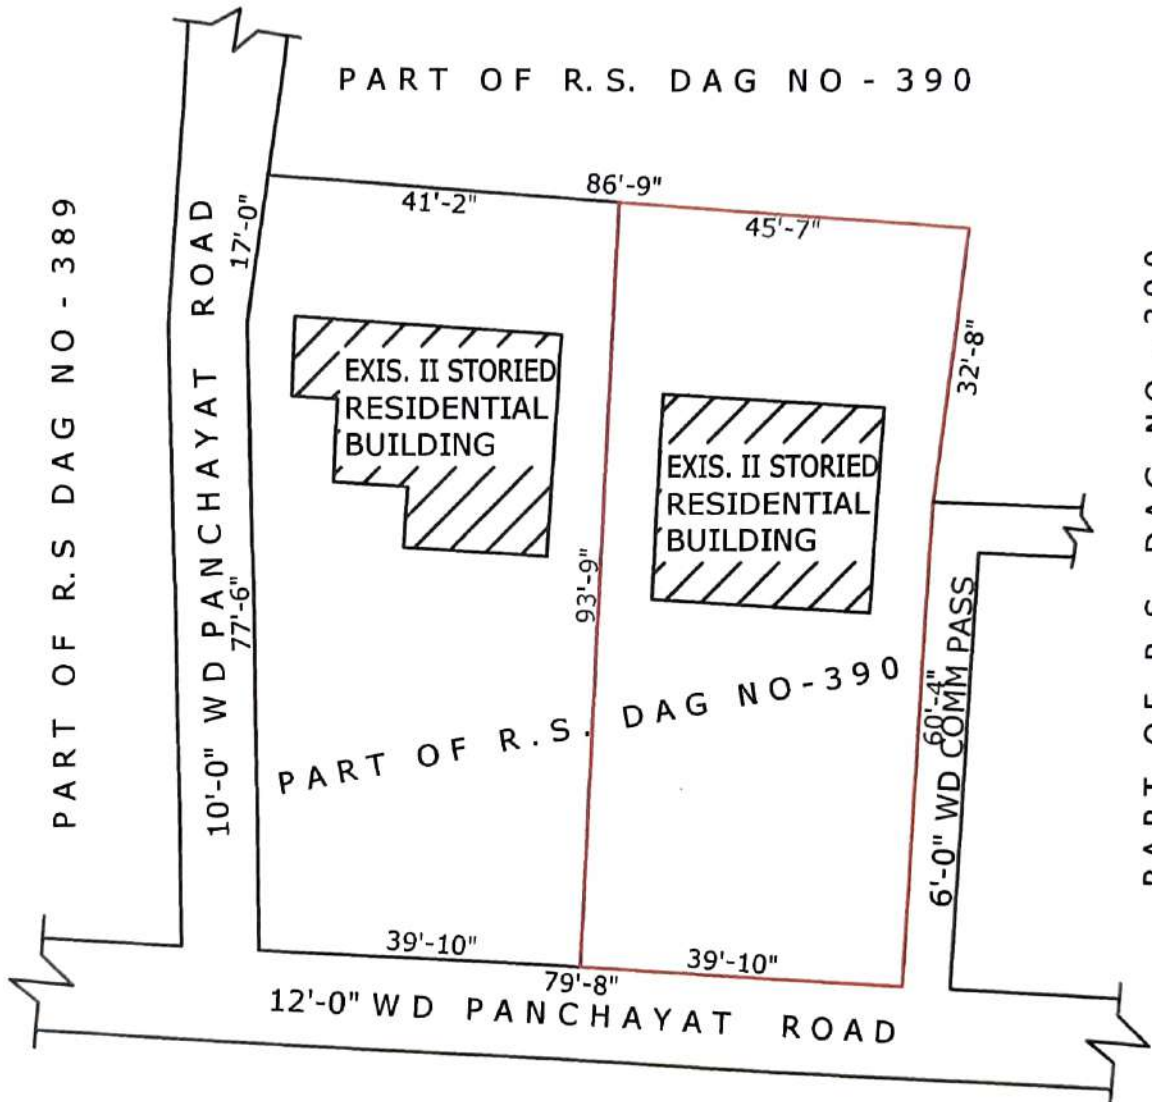 PART OF R.S. DAG NO - 390
PART OF R.S DAG NO - 389
10'-0" WD PANCHAYAT ROAD
17'-0"
77'-6"
86'-9"
41'-2"
45'-7"
32'-8"
EXIS. II STORIED
RESIDENTIAL
BUILDING
EXIS. II STORIED
RESIDENTIAL
BUILDING
93'-9"
60'-4"
6'-0" WD COMM PASS
PART OF R.S. DAG NO-390
39'-10"
39'-10"
79'-8"
12'-0" WD PANCHAYAT ROAD